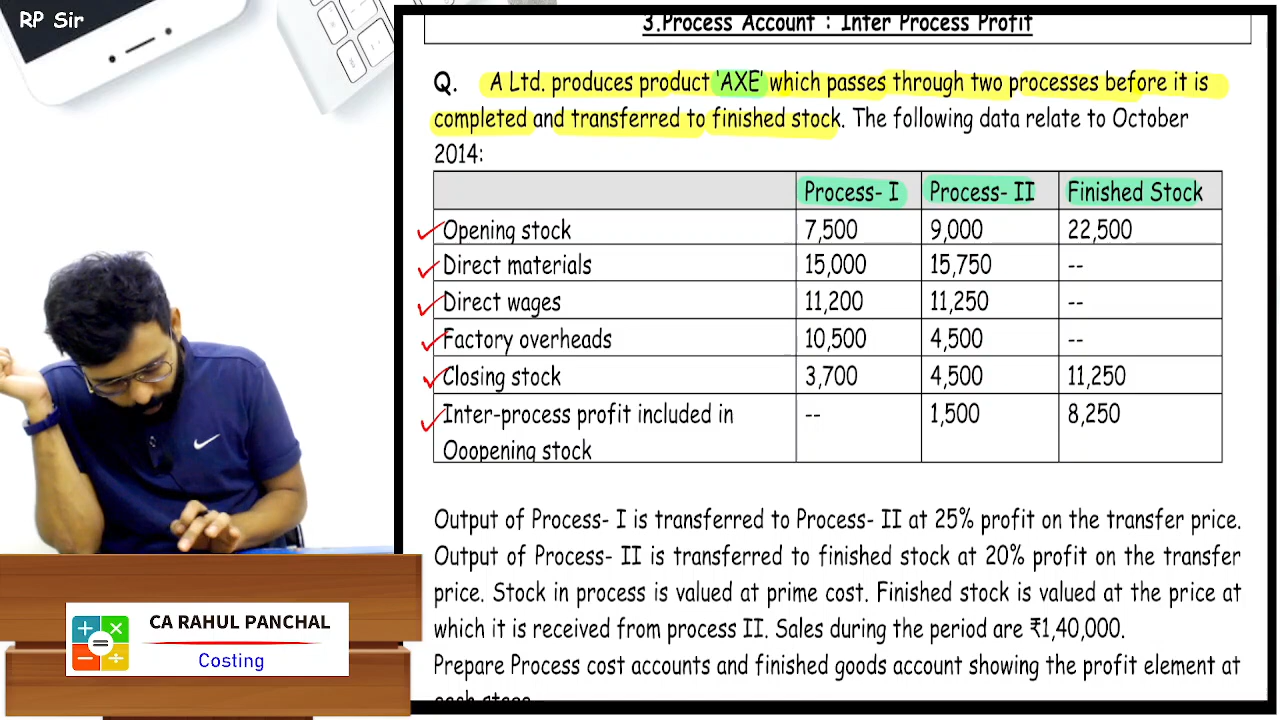 RP Sir
3.Process Account : Inter Process Profit
Q. A Ltd. produces product 'AXE' which passes through two processes before it is
completed and transferred to finished stock. The following data relate to October
2014:
Process- I Process- II Finished Stock
Opening stock 7,500 9,000 22,500
Direct materials 15,000 15,750 --
Direct wages 11,200 11,250 --
Factory overheads 10,500 4,500 --
Closing stock 3,700 4,500 11,250
Inter-process profit included in -- 1,500 8,250
Ooopening stock
Output of Process- I is transferred to Process- II at 25% profit on the transfer price.
Output of Process- II is transferred to finished stock at 20% profit on the transfer
price. Stock in process is valued at prime cost. Finished stock is valued at the price at
which it is received from process II. Sales during the period are ₹1,40,000.
Prepare Process cost accounts and finished goods account showing the profit element at
each stage.
CA RAHUL PANCHAL
Costing